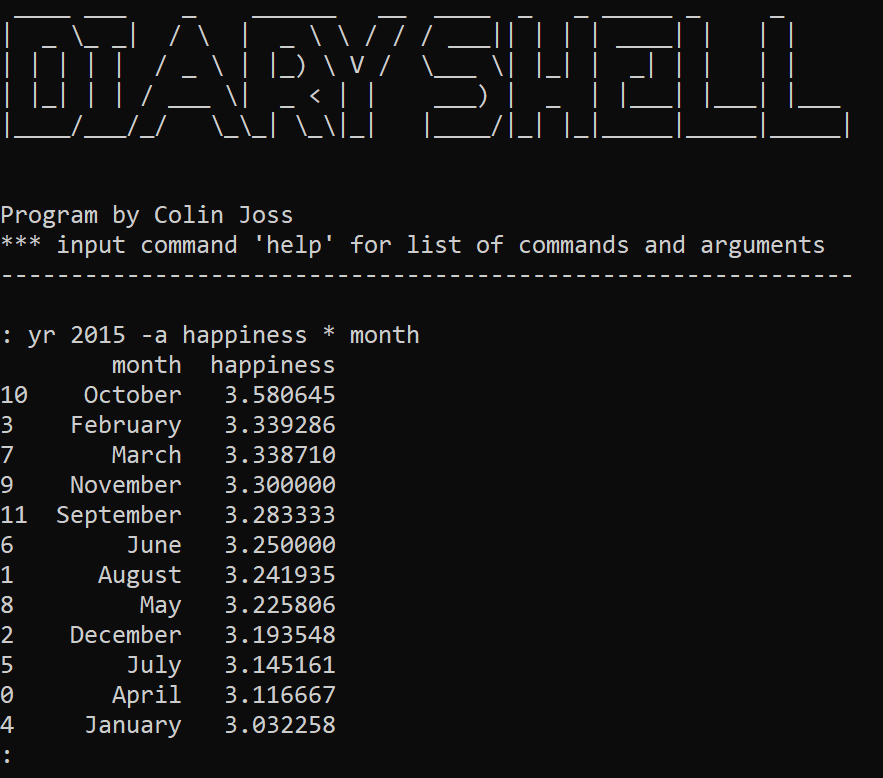 DIARY SHELL
Program by Colin Joss
*** input command 'help' for list of commands and arguments
-------------------------------------------------------------
: yr 2015 -a happiness * month
month happiness
10 October 3.580645
3 February 3.339286
7 March 3.338710
9 November 3.300000
11 September 3.283333
6 June 3.250000
1 August 3.241935
8 May 3.225806
2 December 3.193548
5 July 3.145161
0 April 3.116667
4 January 3.032258
: